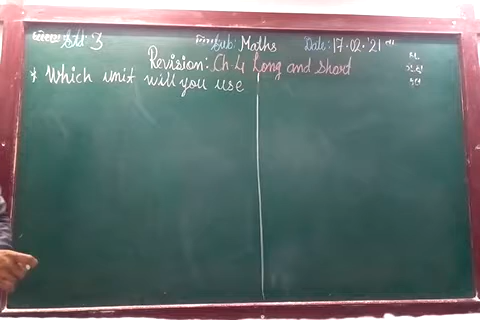 Std: 3 Sub: Maths Date: 17.02.'21
Revision: Ch-4 Long and Short
* Which unit will you use